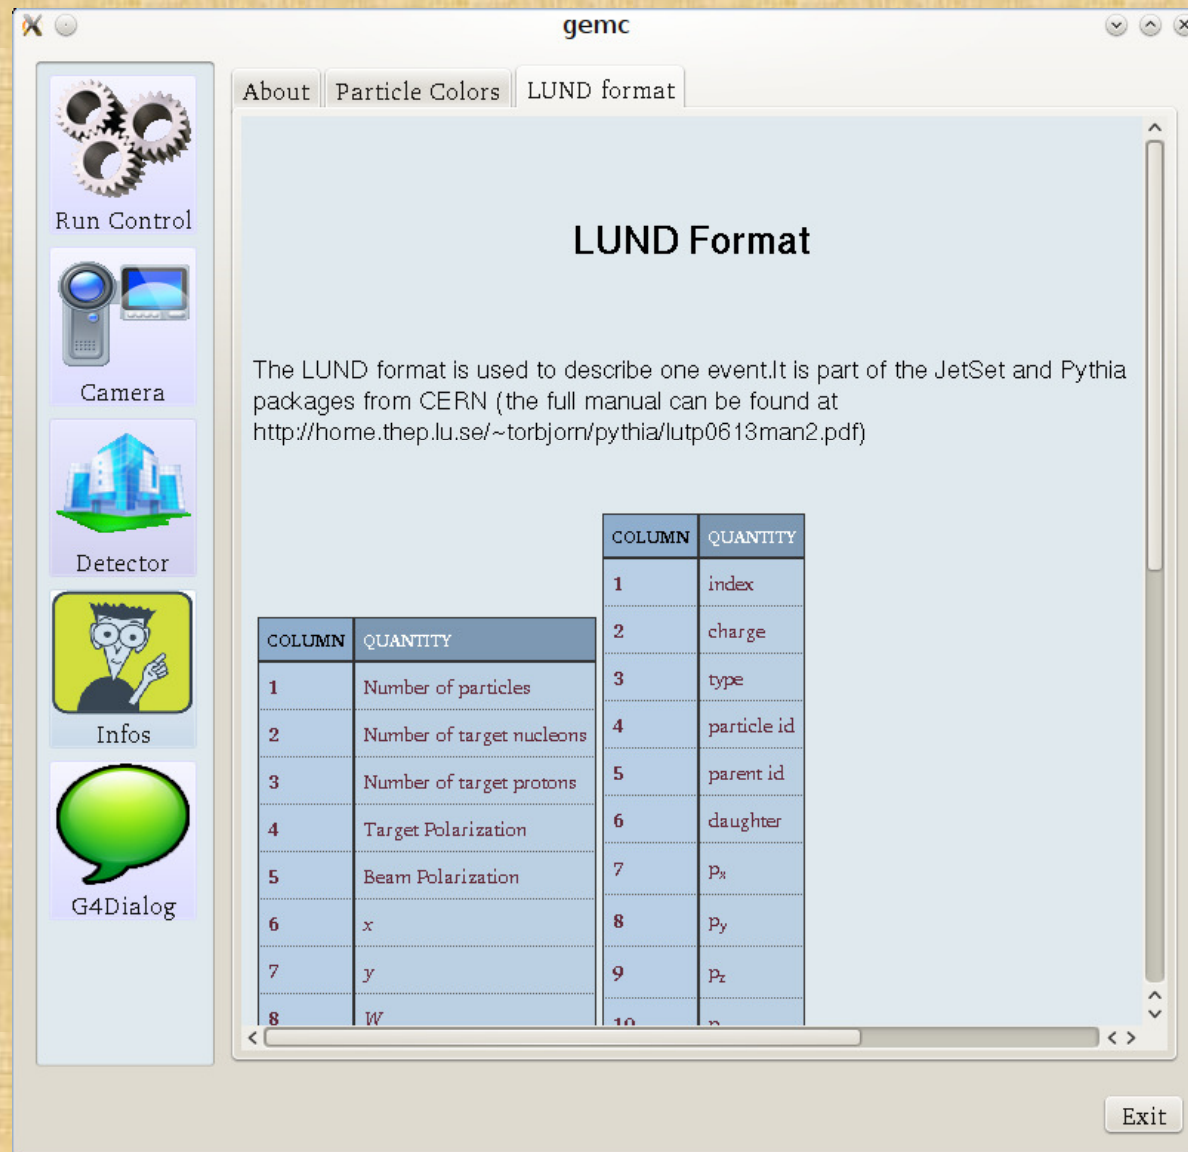 gemc
About Particle Colors LUND format
Run Control
Camera
Detector
Infos
G4Dialog
LUND Format
The LUND format is used to describe one event.It is part of the JetSet and Pythia
packages from CERN (the full manual can be found at
http://home.thep.lu.se/~torbjorn/pythia/lutp0613man2.pdf)
COLUMN QUANTITY
1 Number of particles
2 Number of target nucleons
3 Number of target protons
4 Target Polarization
5 Beam Polarization
6 x
7 y
8 W
COLUMN QUANTITY
1 index
2 charge
3 type
4 particle id
5 parent id
6 daughter
7 px
8 py
9 pz
10
Exit